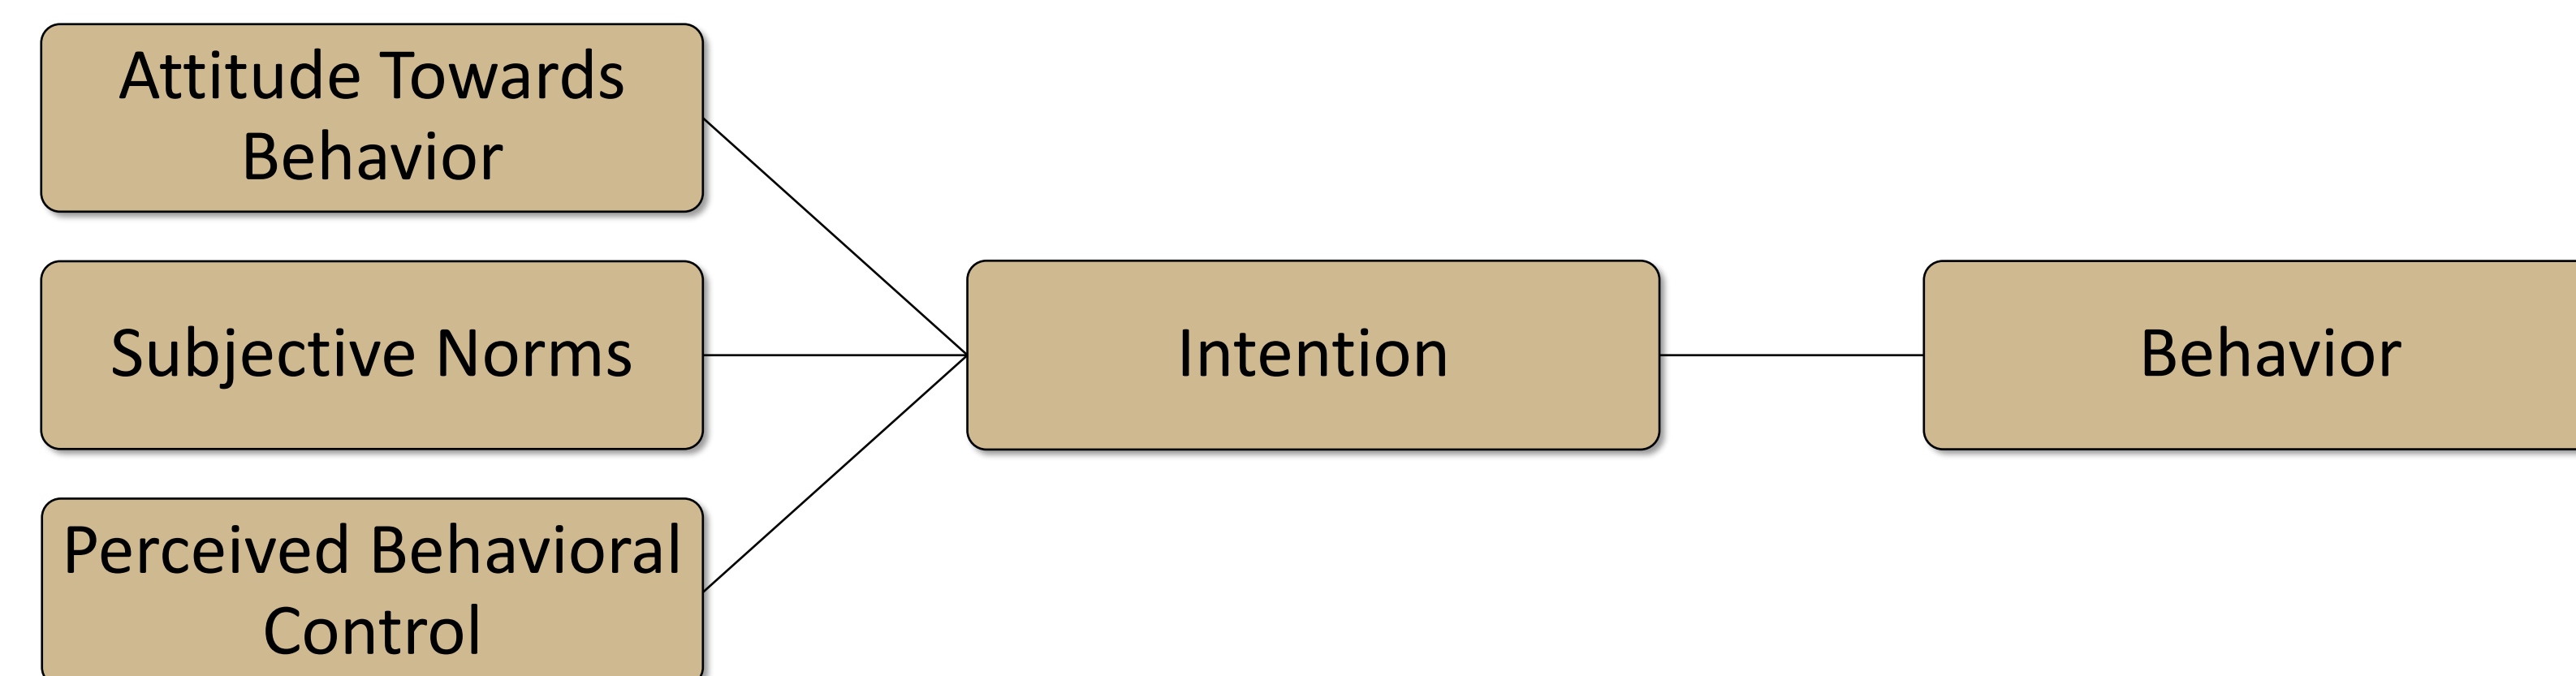 Attitude Towards
Behavior
Subjective Norms
Perceived Behavioral
Control
Intention
Behavior